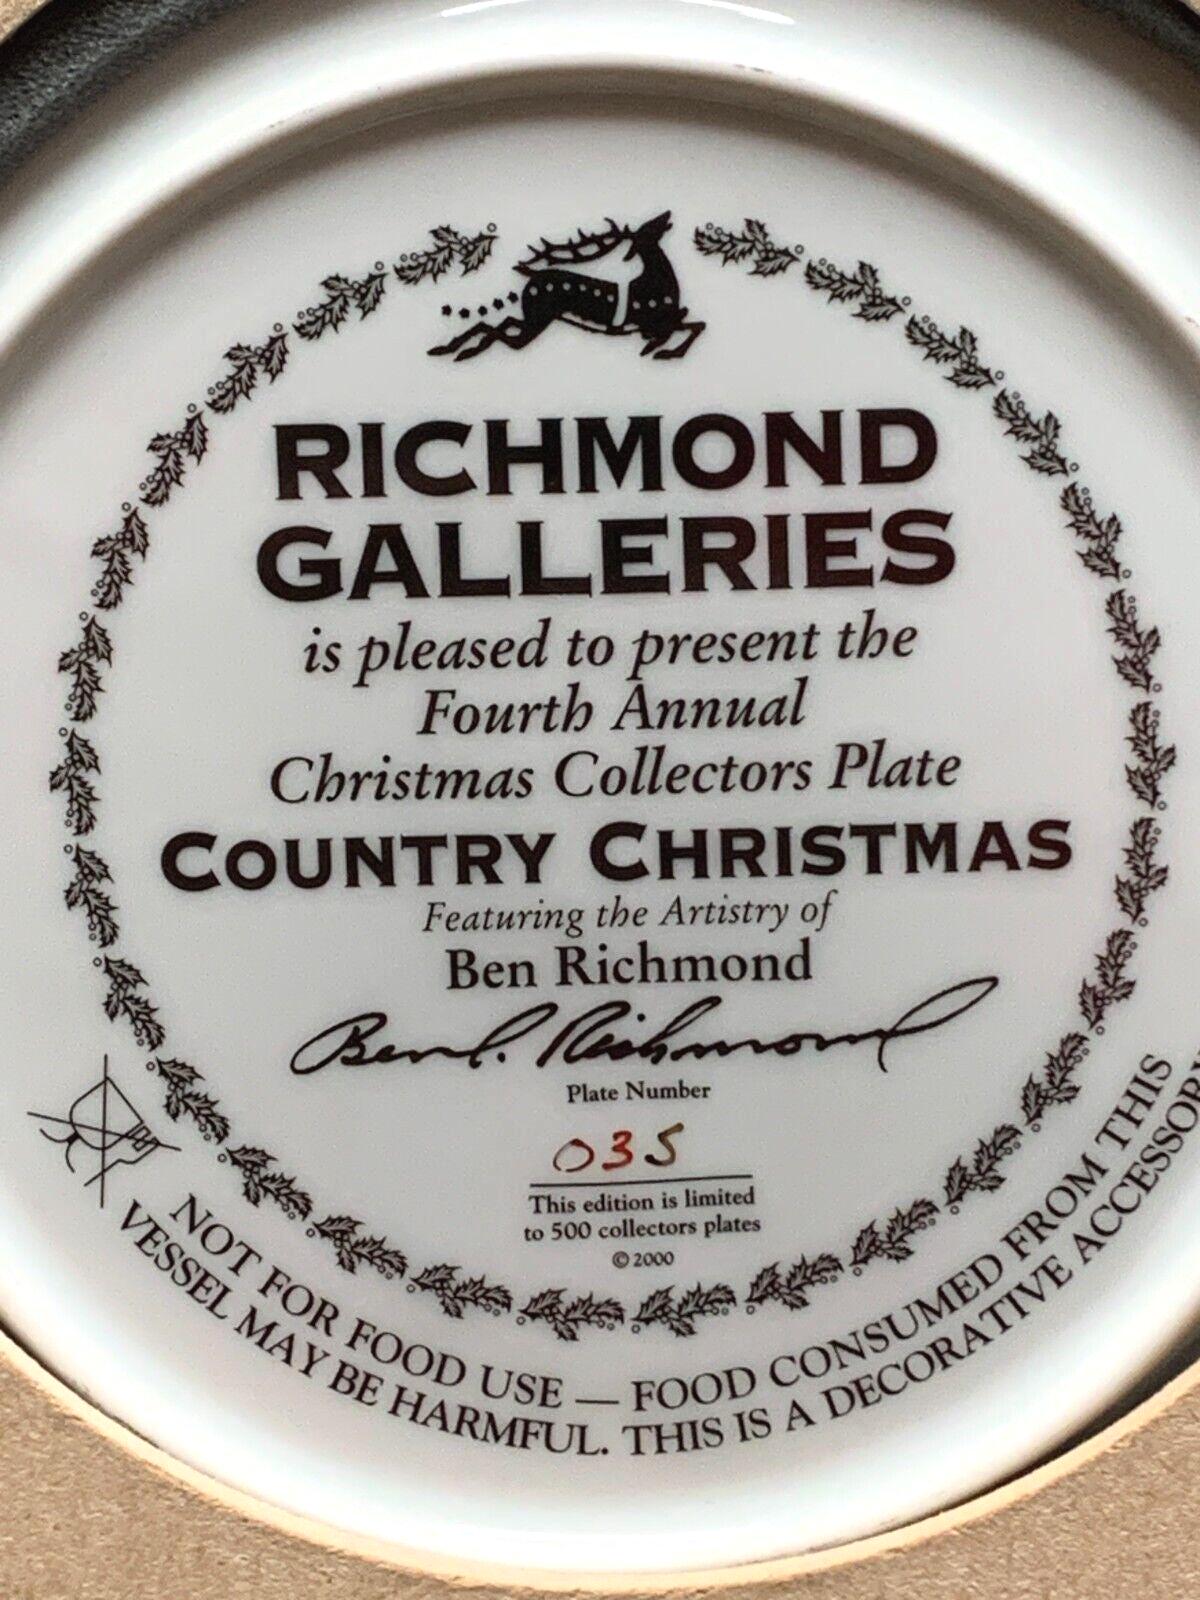 RICHMOND
GALLERIES
is pleased to present the
Fourth Annual
Christmas Collectors Plate
COUNTRY CHRISTMAS
Featuring the Artistry of
Ben Richmond
Ben L. Richmond
Plate Number
035
This edition is limited
to 500 collectors plates
© 2000
NOT FOR FOOD USE — FOOD CONSUMED FROM THIS
VESSEL MAY BE HARMFUL. THIS IS A DECORATIVE ACCESSORY